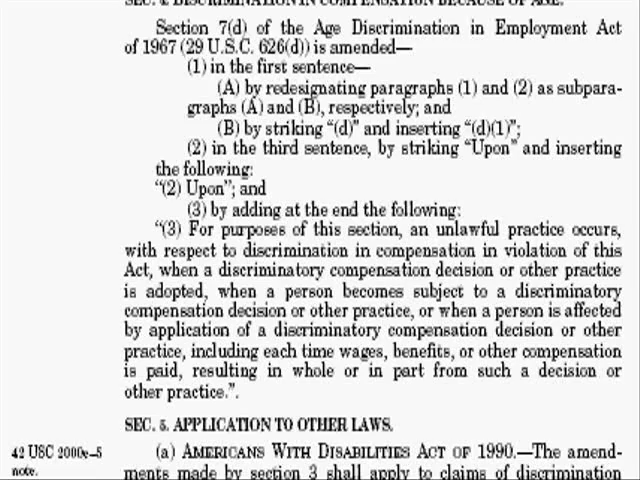 SEC. 4. DISCRIMINATION IN COMPENSATION BECAUSE OF AGE.
Section 7(d) of the Age Discrimination in Employment Act
of 1967 (29 U.S.C. 626(d)) is amended—
(1) in the first sentence—
(A) by redesignating paragraphs (1) and (2) as subpara-
graphs (A) and (B), respectively; and
(B) by striking “(d)” and inserting “(d)(1)”;
(2) in the third sentence, by striking “Upon” and inserting
the following:
“(2) Upon”; and
(3) by adding at the end the following:
“(3) For purposes of this section, an unlawful practice occurs,
with respect to discrimination in compensation in violation of this
Act, when a discriminatory compensation decision or other practice
is adopted, when a person becomes subject to a discriminatory
compensation decision or other practice, or when a person is affected
by application of a discriminatory compensation decision or other
practice, including each time wages, benefits, or other compensation
is paid, resulting in whole or in part from such a decision or
other practice.”.
SEC. 5. APPLICATION TO OTHER LAWS.
42 USC 2000e–5
note.
(a) AMERICANS WITH DISABILITIES ACT OF 1990.—The amend-
ments made by section 3 shall apply to claims of discrimination